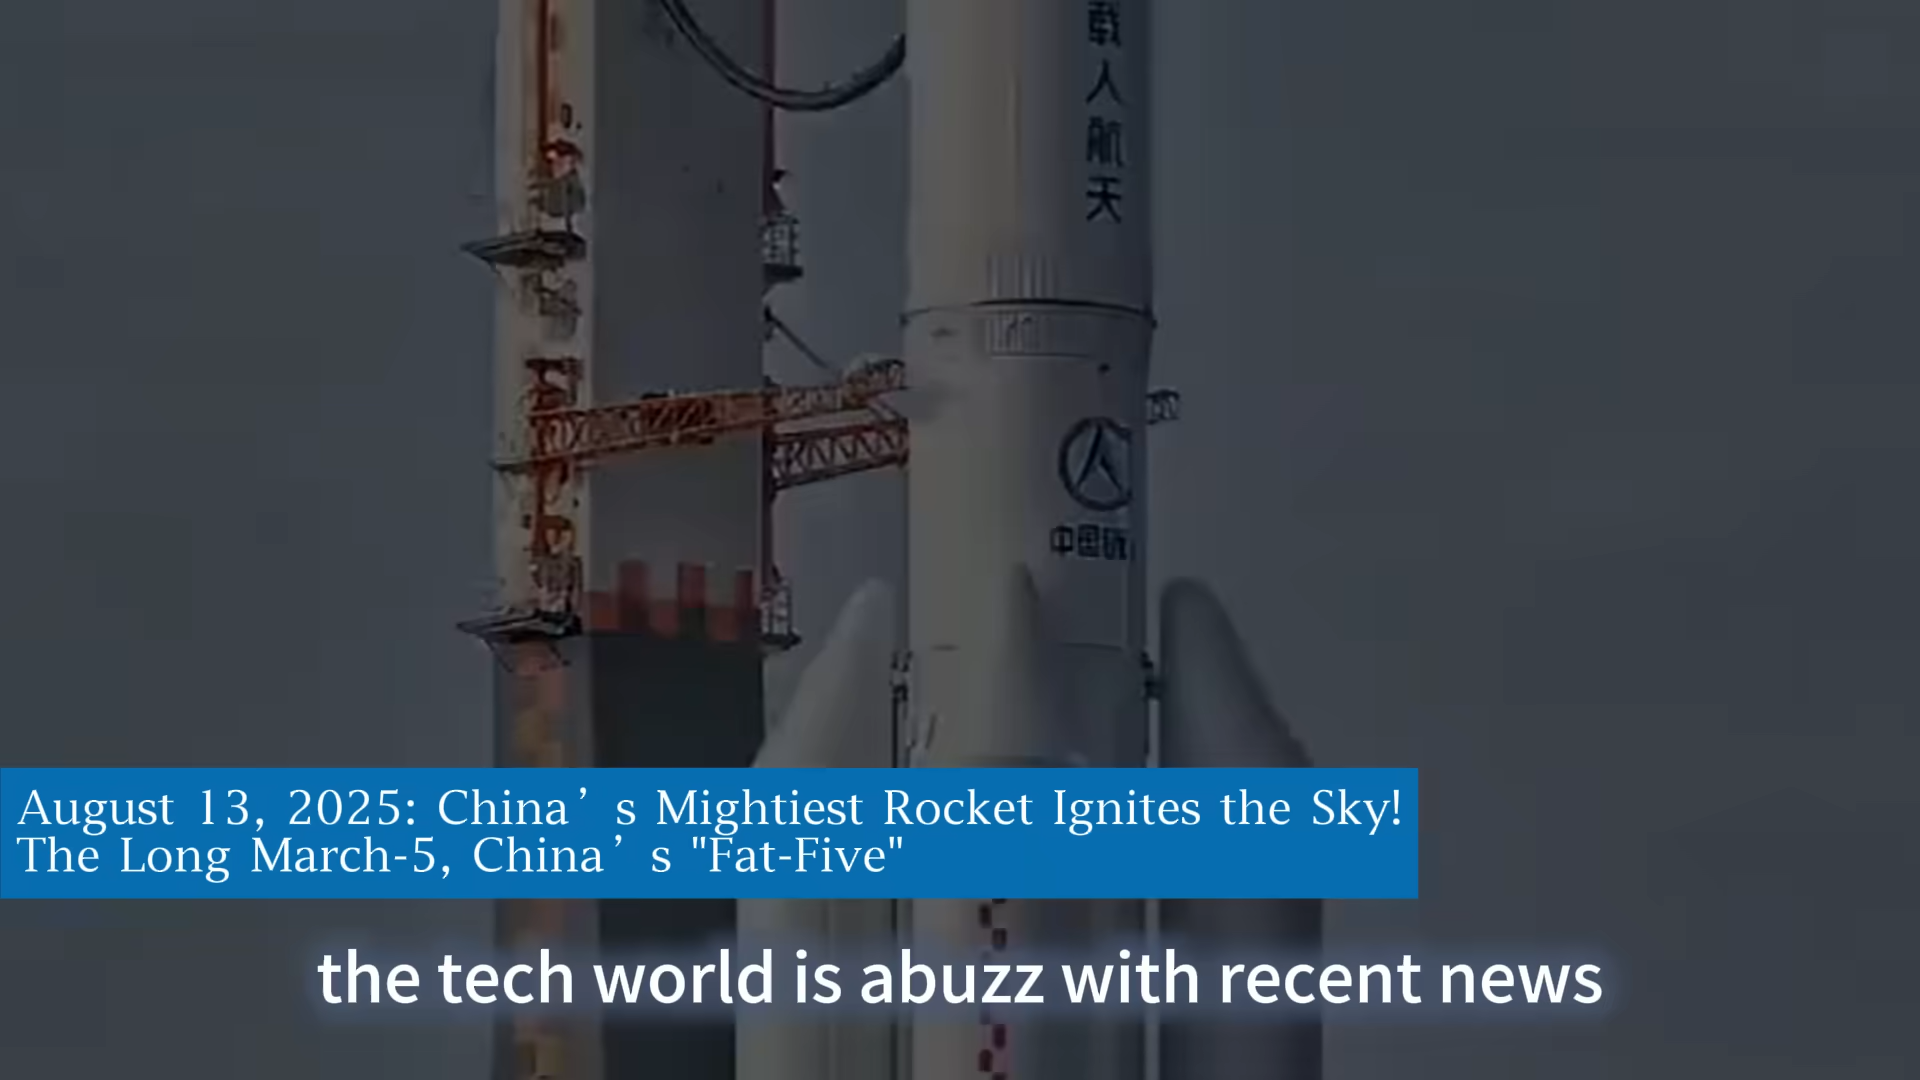 载人航天
中国
August 13, 2025: China’s Mightiest Rocket Ignites the Sky!
The Long March-5, China’s "Fat-Five"
the tech world is abuzz with recent news